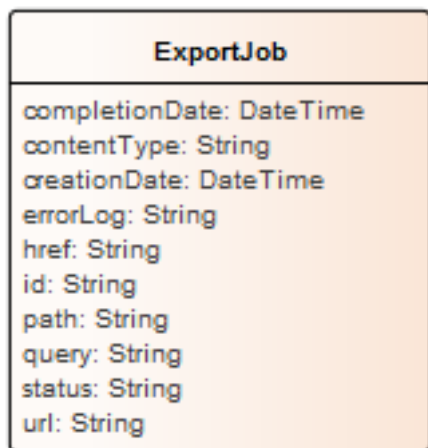 ExportJob
completionDate: DateTime
contentType: String
creationDate: DateTime
errorLog: String
href: String
id: String
path: String
query: String
status: String
url: String